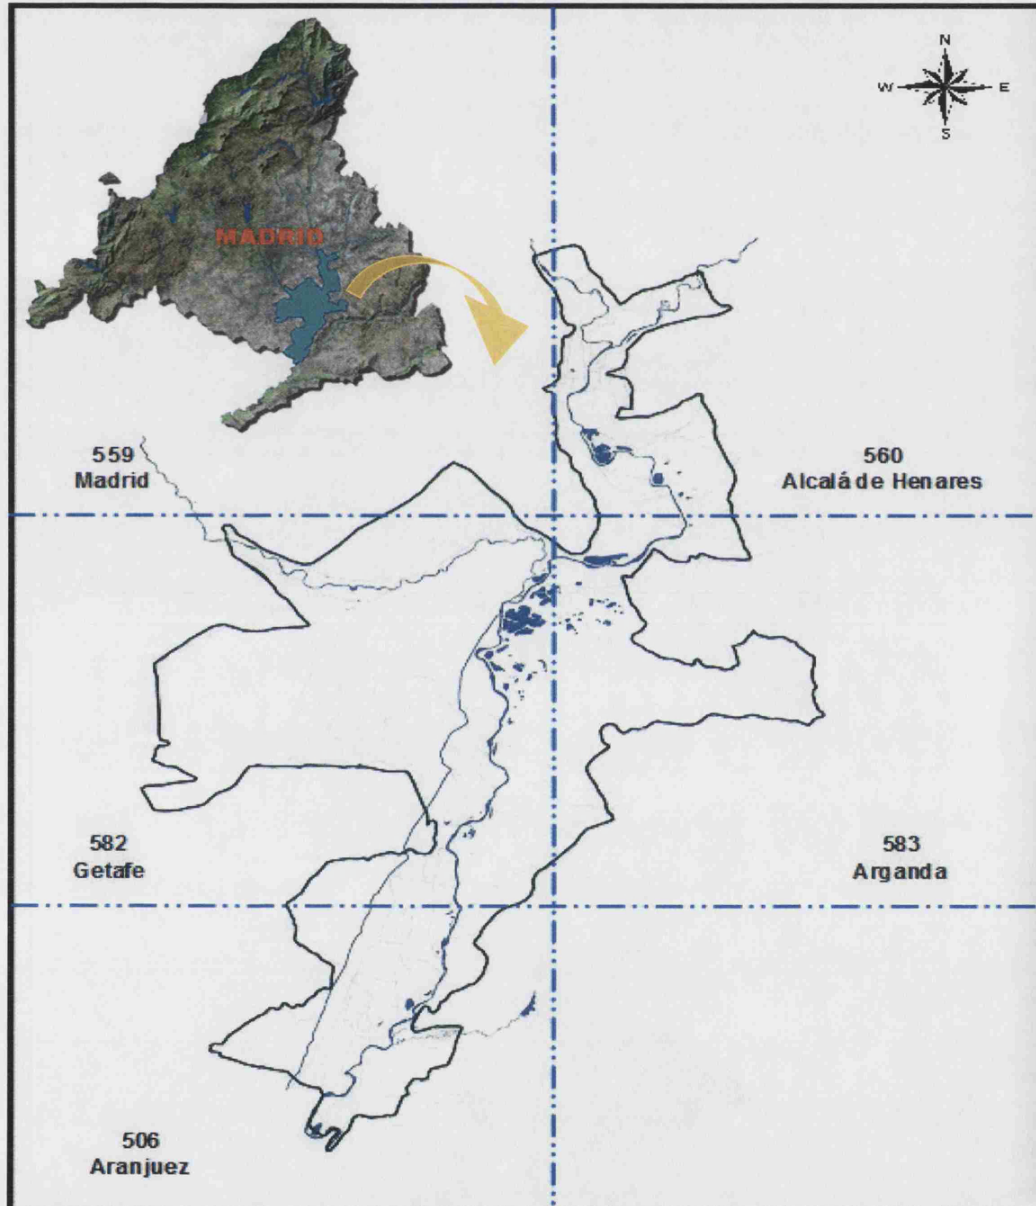 N
W E
S
MADRID
559
Madrid
560
Alcalá de Henares
582
Getafe
583
Arganda
506
Aranjuez